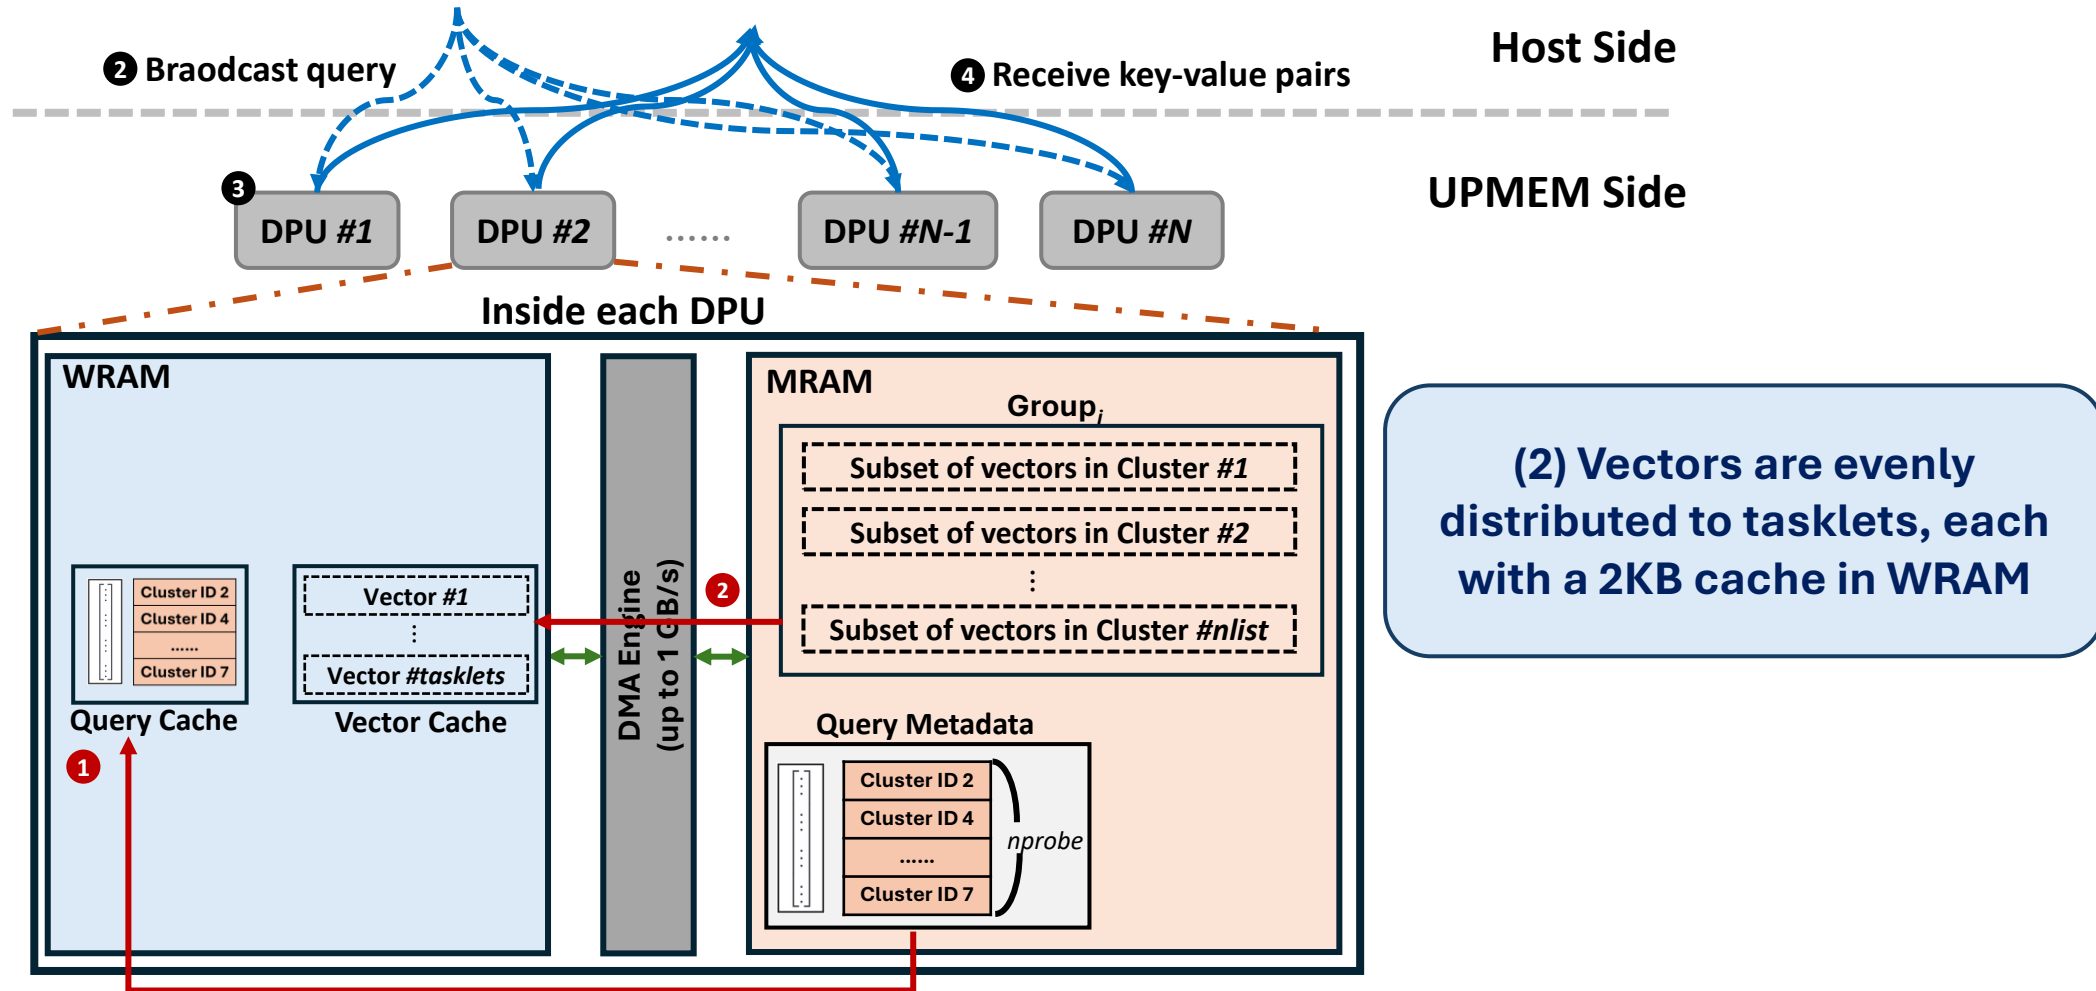 Host Side
2 Braodcast query
4 Receive key-value pairs
UPMEM Side
3
DPU #1
DPU #2
......
DPU #N-1
DPU #N
Inside each DPU
WRAM
Cluster ID 2
Cluster ID 4
......
Cluster ID 7
Query Cache
1
Vector #1
⋮
Vector #tasklets
Vector Cache
DMA Engine
(up to 1 GB/s)
2
MRAM
Group i
Subset of vectors in Cluster #1
Subset of vectors in Cluster #2
⋮
Subset of vectors in Cluster #nlist
Query Metadata
Cluster ID 2
Cluster ID 4
......
Cluster ID 7
nprobe
(2) Vectors are evenly
distributed to tasklets, each
with a 2KB cache in WRAM